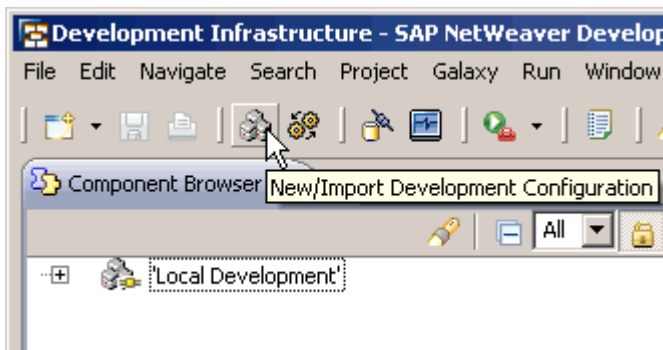 Development Infrastructure - SAP NetWeaver Develop
File Edit Navigate Search Project Galaxy Run Window
Component Browser
New/Import Development Configuration
All
'Local Development'